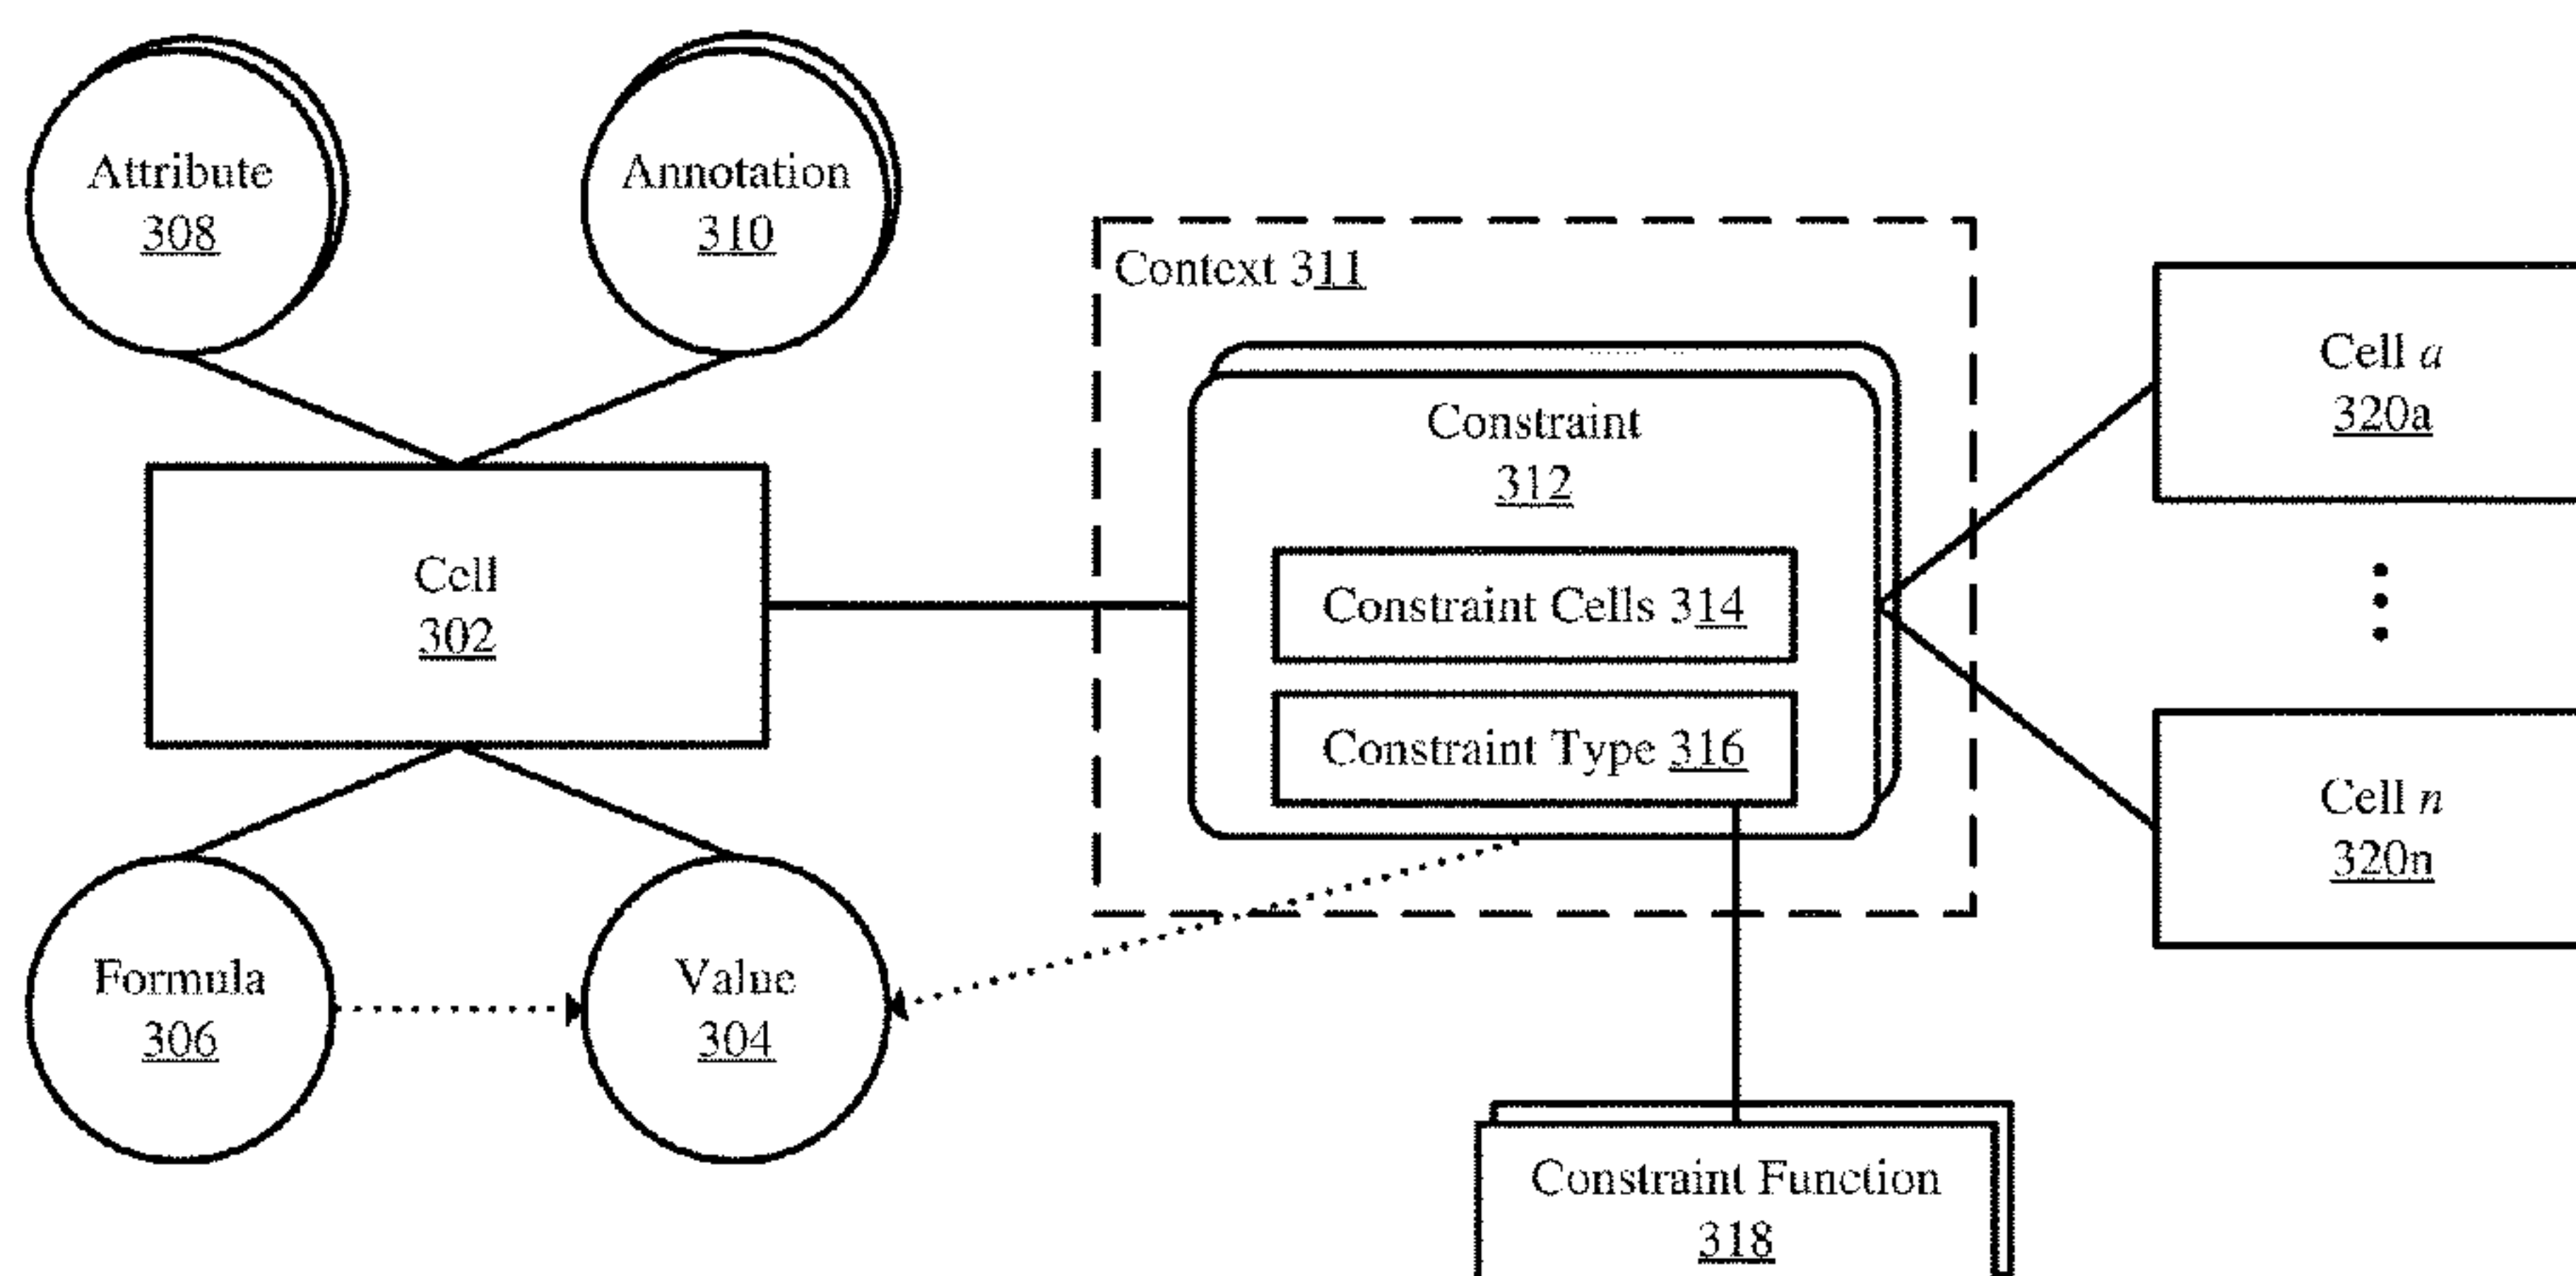 Attribute
308
Annotation
310
Context 311
Constraint
312
Cell a
320a
Cell
302
Constraint Cells 314
Constraint Type 316
Cell n
320n
Formula
306
Value
304
Constraint Function
318